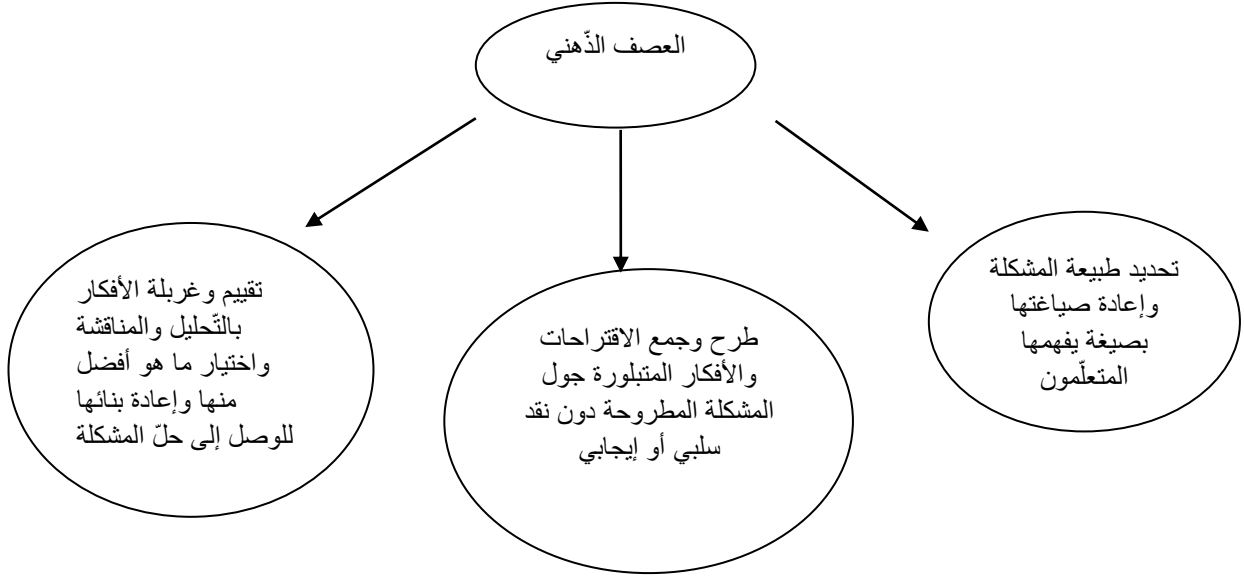 العصف الذّهني
تحديد طبيعة المشكلة
وإعادة صياغتها
بصيغة يفهمها
المتعلّمون
طرح وجمع الاقتراحات
والأفكار المتبلورة جول
المشكلة المطروحة دون نقد
سلبي أو إيجابي
تقييم وغربلة الأفكار
بالتّحليل والمناقشة
واختيار ما هو أفضل
منها وإعادة بنائها
للوصل إلى حلّ المشكلة